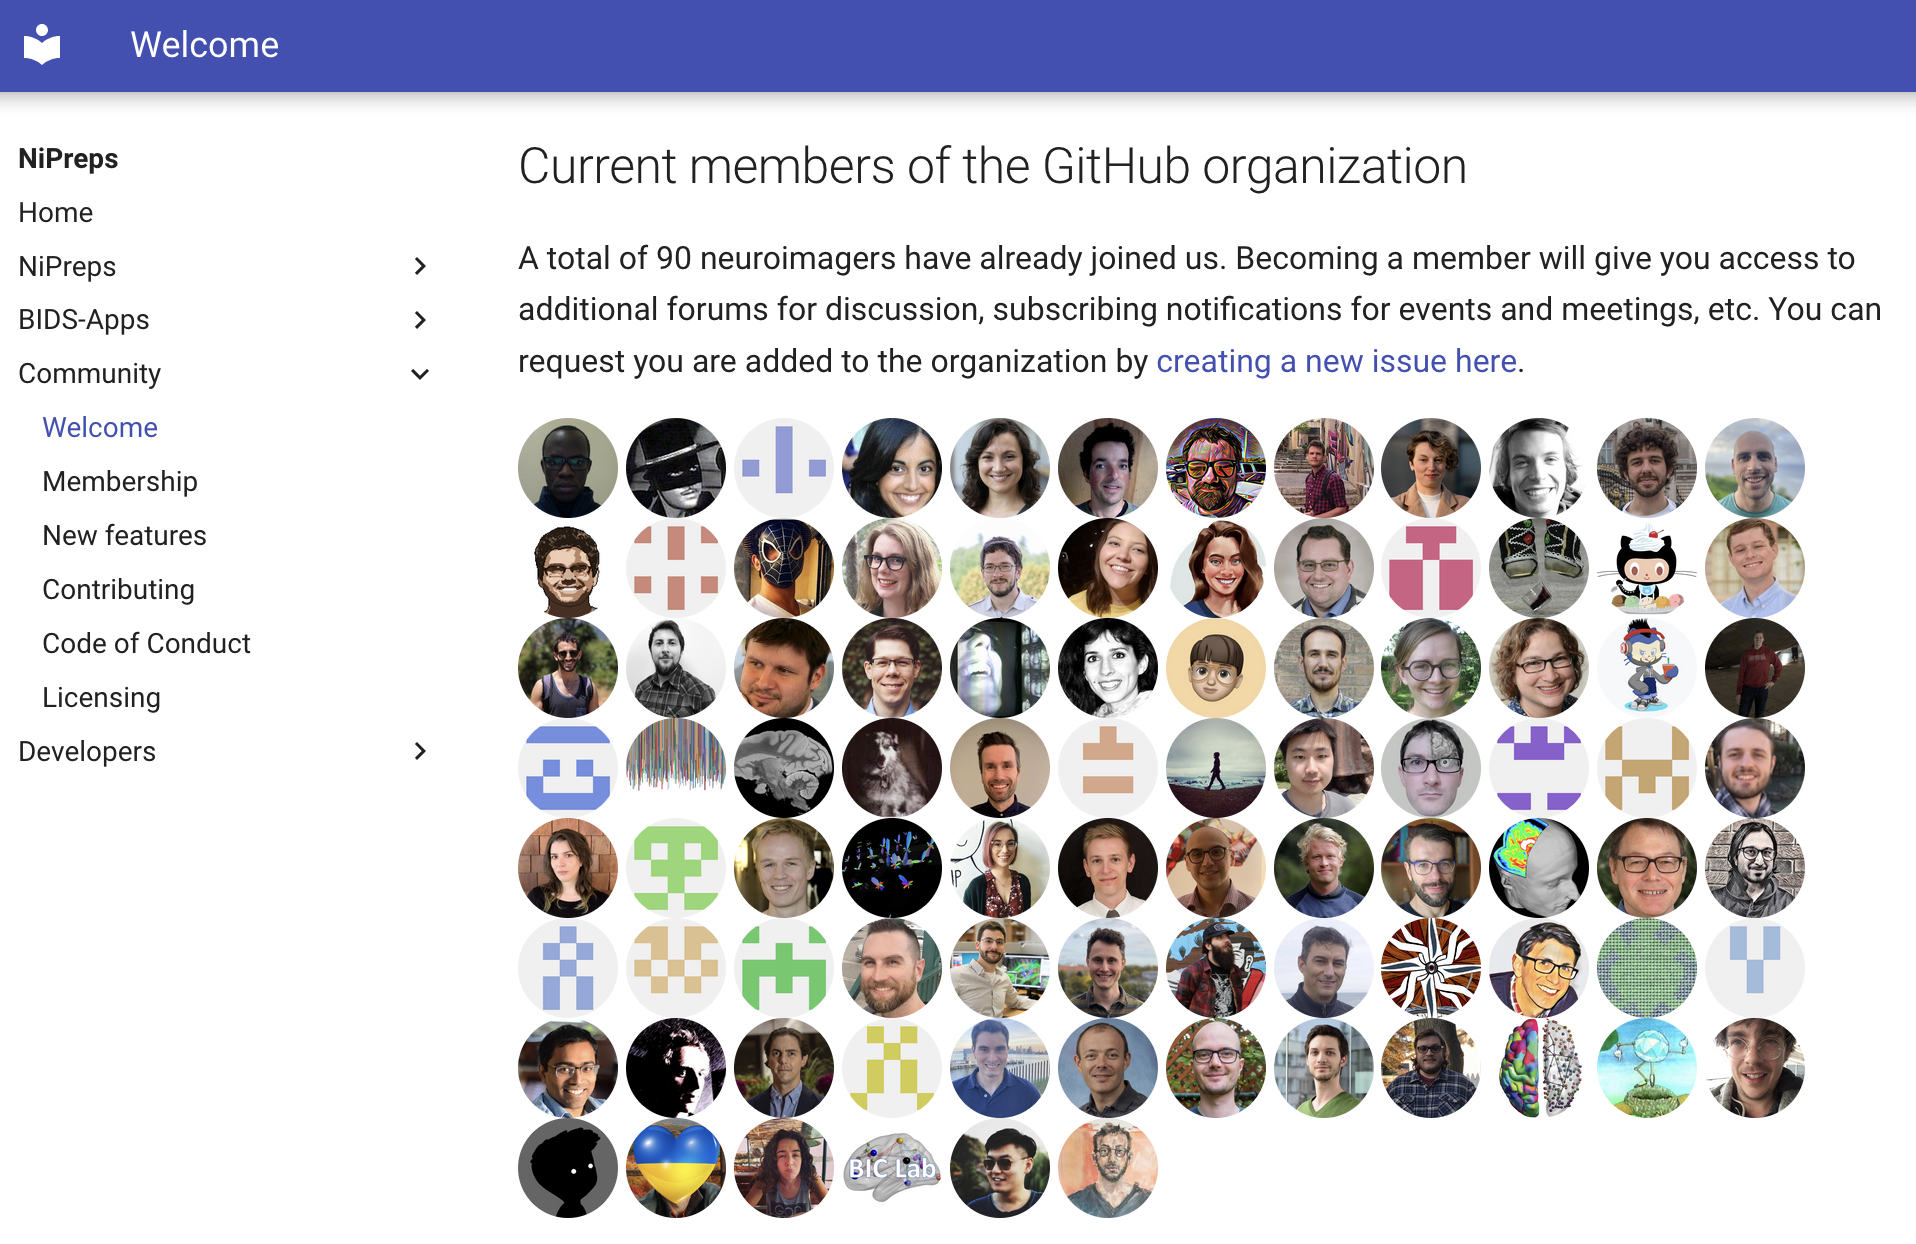 Welcome
NiPreps
Home
NiPreps
BIDS-Apps
Community
Welcome
Membership
New features
Contributing
Code of Conduct
Licensing
Developers
Current members of the GitHub organization
A total of 90 neuroimagers have already joined us. Becoming a member will give you access to
additional forums for discussion, subscribing notifications for events and meetings, etc. You can
request you are added to the organization by creating a new issue here.
BIC Lab